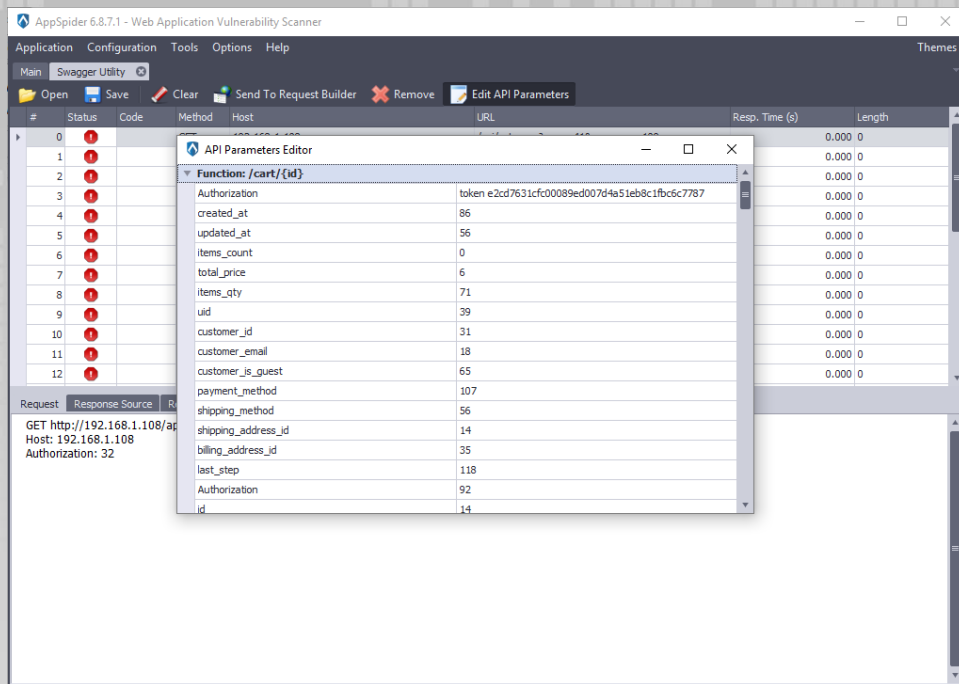 AppSpider 6.8.7.1 - Web Application Vulnerability Scanner
Application Configuration Tools Options Help Themes
Main Swagger Utility
Open Save Clear Send To Request Builder Remove Edit API Parameters
# Status Code Method Host URL Resp. Time (s) Length
0 0.000 0
1 0.000 0
2 0.000 0
3 0.000 0
4 0.000 0
5 0.000 0
6 0.000 0
7 0.000 0
8 0.000 0
9 0.000 0
10 0.000 0
11 0.000 0
12 0.000 0
API Parameters Editor
Function: /cart/{id}
Authorization token e2cd7631cfc00089ed007d4a51eb8c1fbc6c7787
created_at 86
updated_at 56
items_count 0
total_price 6
items_qty 71
uid 39
customer_id 31
customer_email 18
customer_is_guest 65
payment_method 107
shipping_method 56
shipping_address_id 14
billing_address_id 35
last_step 118
Authorization 92
id 14
Request Response Source
GET http://192.168.1.108/ap
Host: 192.168.1.108
Authorization: 32